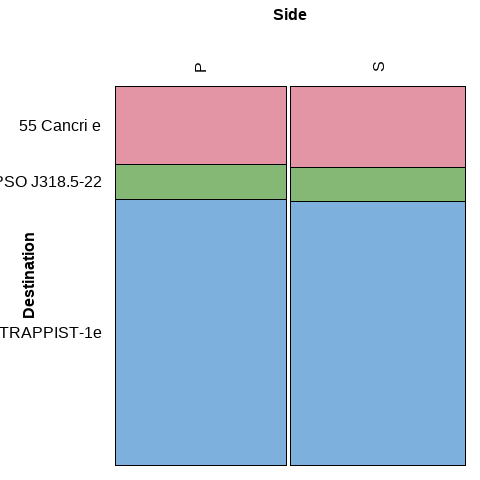 Side
P
S
55 Cancri e
PSO J318.5-22
Destination
TRAPPIST-1e